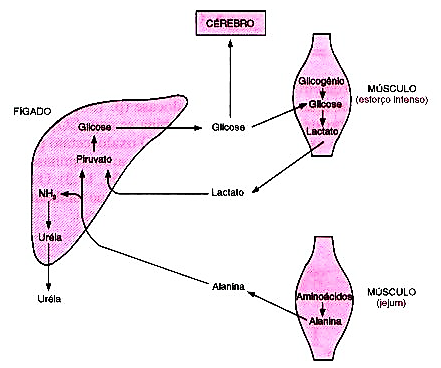 CÉREBRO
FÍGADO
Glicose
Piruvato
NH3
Uréia
Uréia
Glicose
Lactato
Alanina
Glicogênio
Glicose
Lactato
MÚSCULO
(esforço intenso)
Aminoácidos
Alanina
MÚSCULO
(jejum)